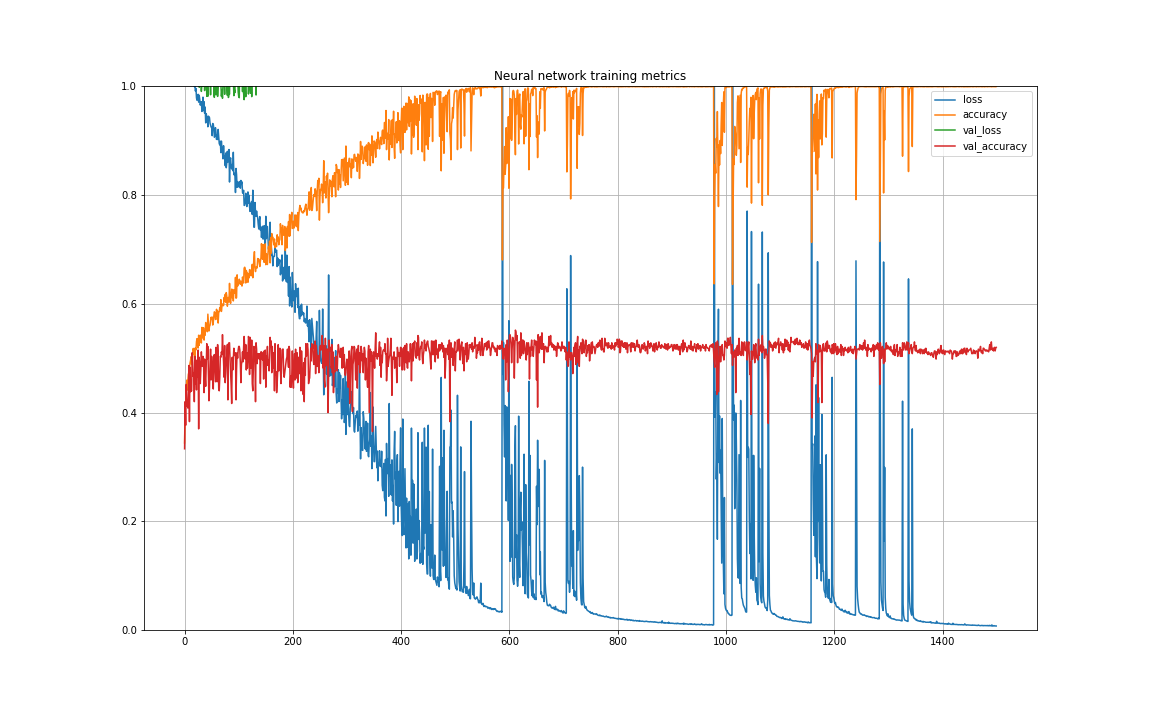 Neural network training metrics
1.0
0.8
0.6
0.4
0.2
0.0
0 200 400 600 800 1000 1200 1400
loss
accuracy
val_loss
val_accuracy